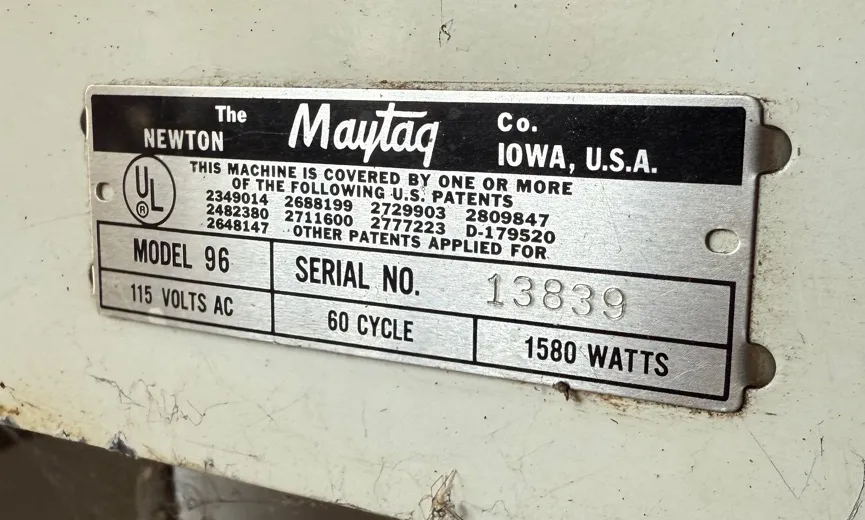 The Maytag Co.
NEWTON IOWA, U.S.A.
UL ®
THIS MACHINE IS COVERED BY ONE OR MORE
OF THE FOLLOWING U.S. PATENTS
2349014 2688199 2729903 2809847
2482380 2711600 2777223 D-179520
2648147 OTHER PATENTS APPLIED FOR
MODEL 96 SERIAL NO. 13839
115 VOLTS AC 60 CYCLE 1580 WATTS